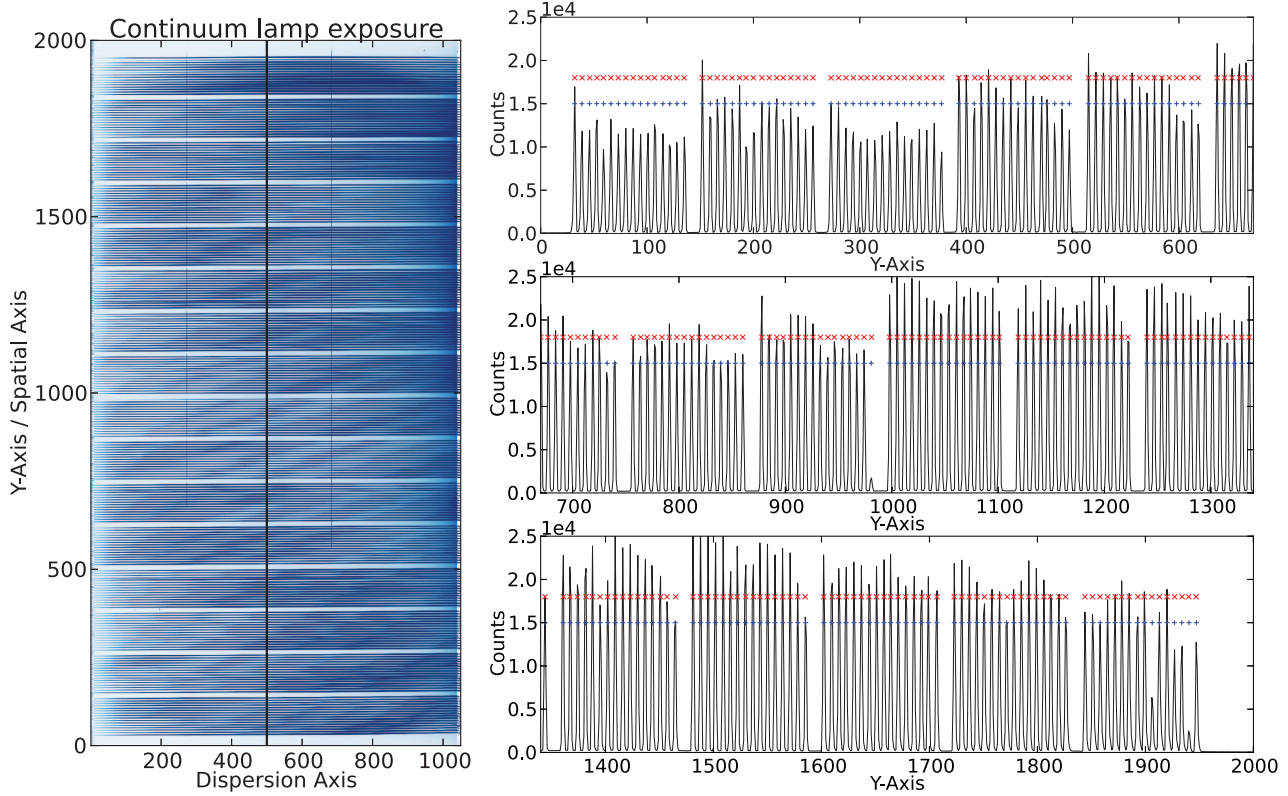 Continuum lamp exposure
Y-Axis / Spatial Axis
2000
1500
1000
500
0
200 400 600 800 1000
Dispersion Axis
1e4
Counts
2.5
2.0
1.5
1.0
0.5
0.0
0 100 200 300 400 500 600
Y-Axis
1e4
Counts
2.5
2.0
1.5
1.0
0.5
0.0
700 800 900 1000 1100 1200 1300
Y-Axis
1e4
Counts
2.5
2.0
1.5
1.0
0.5
0.0
1400 1500 1600 1700 1800 1900 2000
Y-Axis